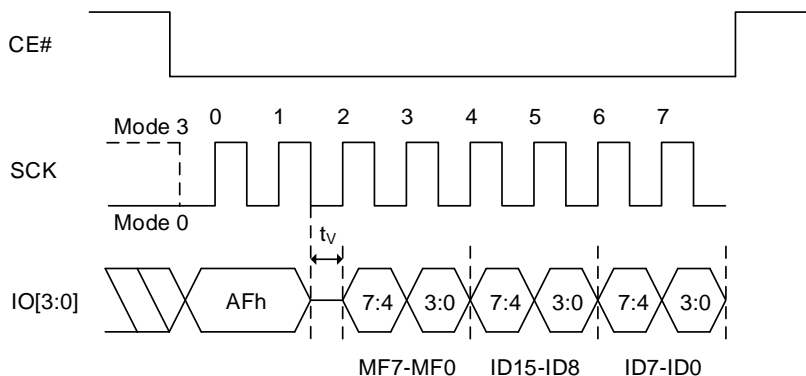 CE#
Mode 3
0 1 2 3 4 5 6 7
SCK
Mode 0
tV
IO[3:0]
AFh 7:4 3:0 7:4 3:0 7:4 3:0
MF7-MF0 ID15-ID8 ID7-ID0